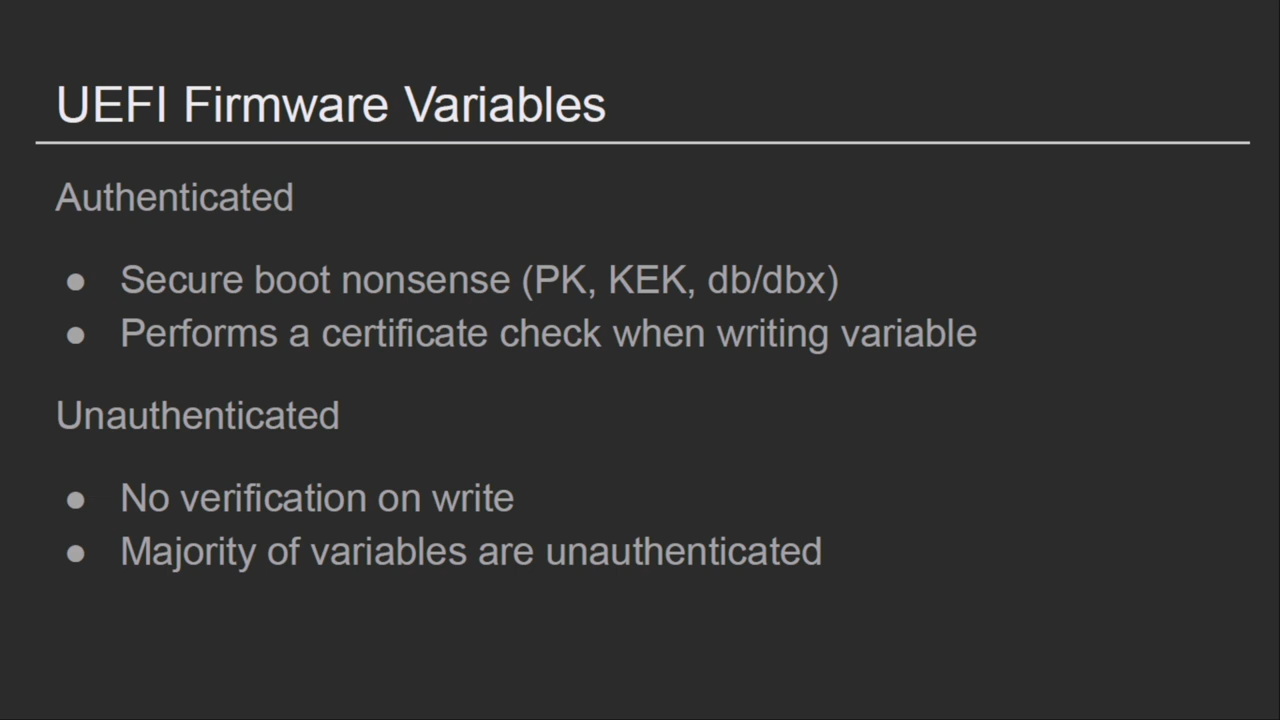 UEFI Firmware Variables
Authenticated
● Secure boot nonsense (PK, KEK, db/dbx)
● Performs a certificate check when writing variable
Unauthenticated
● No verification on write
● Majority of variables are unauthenticated